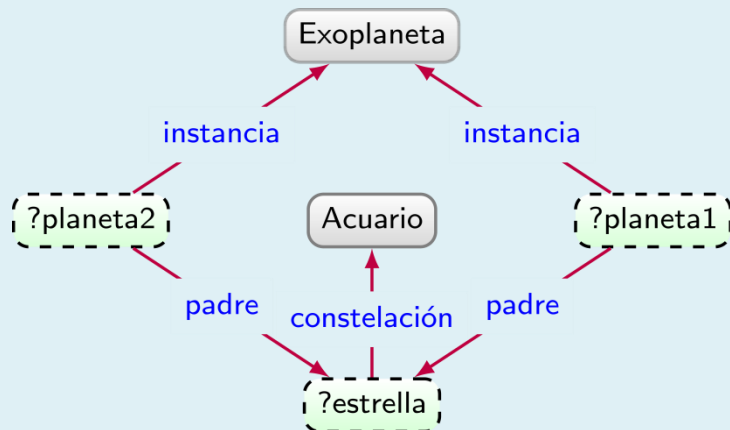 Exoplaneta
instancia
instancia
?planeta2
Acuario
?planeta1
padre
constelación
padre
?estrella